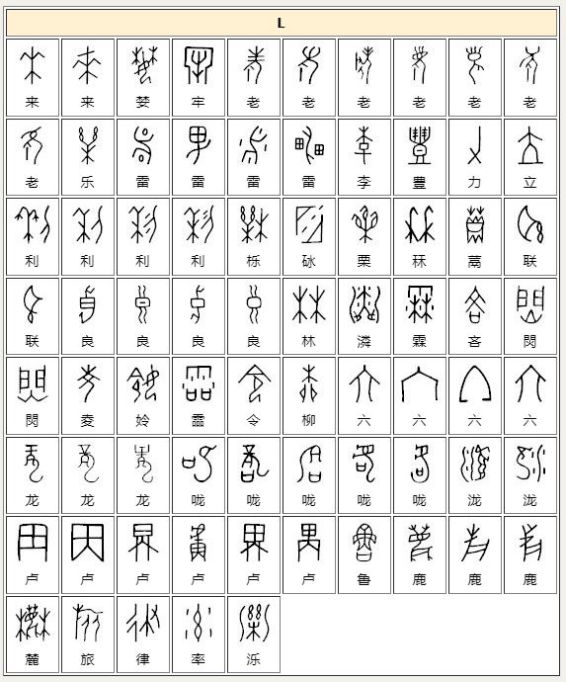 L
来 来 婪 牢 老 老 老 老 老 老
老 乐 雷 雷 雷 雷 李 豊 力 立
利 利 利 利 栎 砅 栗 秝 鬲 联
联 良 良 良 良 林 潾 霖 吝 閔
閔 夌 姈 霝 令 柳 六 六 六 六
龙 龙 龙 咙 咙 咙 咙 咙 泷 泷
卢 卢 卢 卢 卢 卢 鲁 鹿 鹿 鹿
麓 旅 律 率 泺